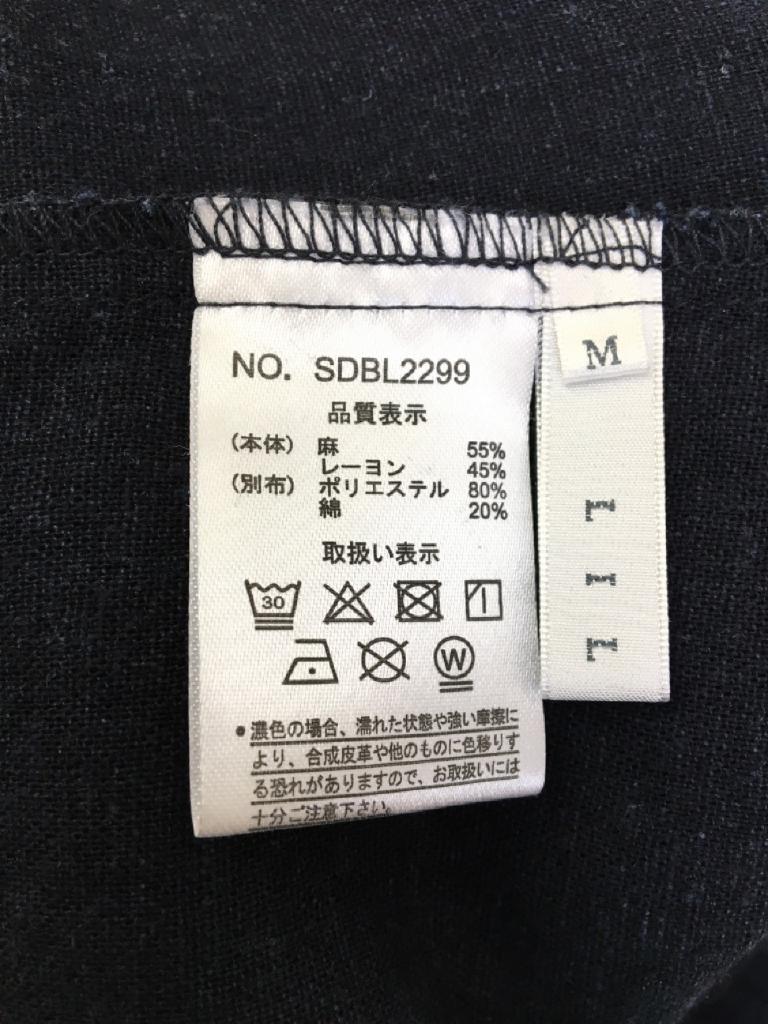 NO. SDBL2299
品質表示
(本体) 麻 55%
レーヨン 45%
(別布) ポリエステル 80%
綿 20%
取扱い表示
30
W
• 濃色の場合、濡れた状態や強い摩擦に
より、合成皮革や他のものに色移りす
る恐れがありますので、お取扱いには
十分ご注意下さい。
M